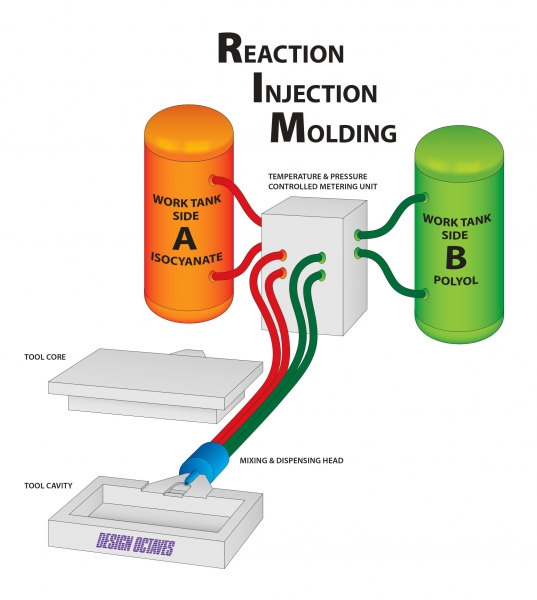 REACTION
INJECTION
MOLDING
TEMPERATURE & PRESSURE
CONTROLLED METERING UNIT
WORK TANK
SIDE
A
ISOCYANATE
WORK TANK
SIDE
B
POLYOL
TOOL CORE
MIXING & DISPENSING HEAD
TOOL CAVITY
DESIGN OCTAVES